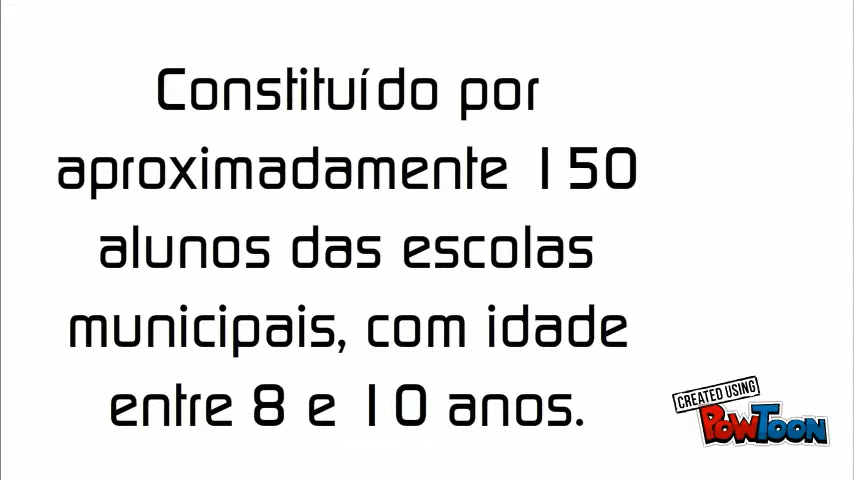 Constituído por
aproximadamente 150
alunos das escolas
municipais, com idade
entre 8 e 10 anos.
CREATED USING
POWTOON